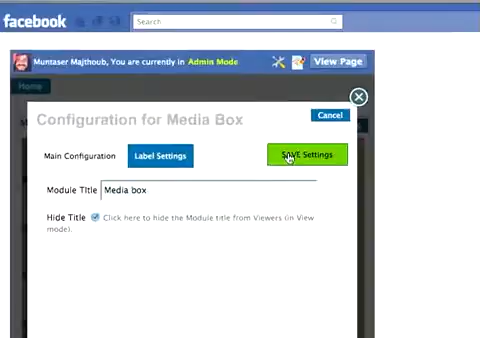 facebook
Search
Muntaser Majthoub, You are currently in Admin Mode
View Page
Home
Configuration for Media Box
Cancel
Main Configuration
Label Settings
SAVE Settings
Module Title
Media box
Hide Title
Click here to hide the Module title from Viewers (in View
mode).